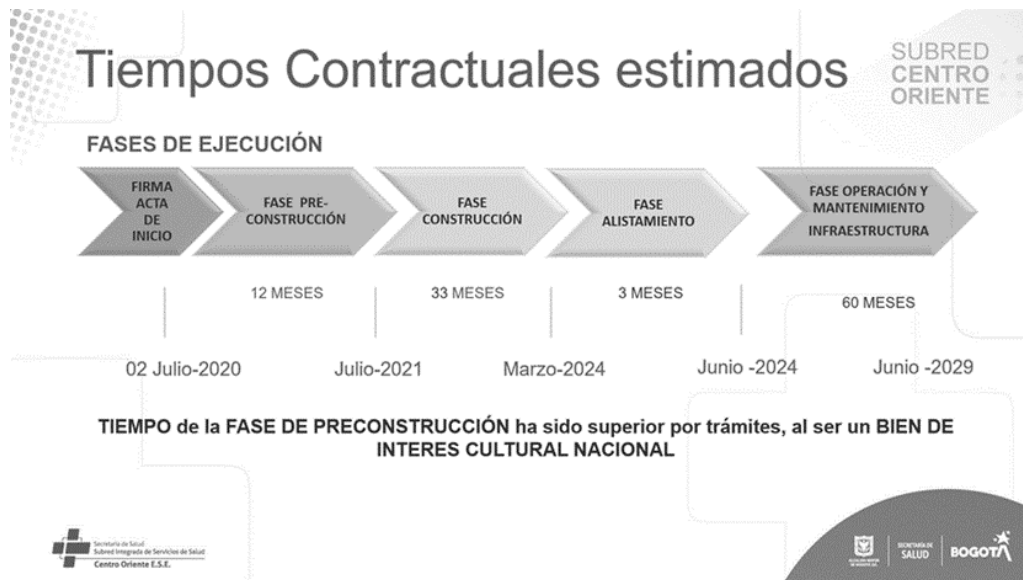 Tiempos Contractuales estimados
SUBRED
CENTRO
ORIENTE
FASES DE EJECUCIÓN
FIRMA
ACTA
DE
INICIO
FASE PRE-
CONSTRUCCIÓN
FASE
CONSTRUCCIÓN
FASE
ALISTAMIENTO
FASE OPERACIÓN Y
MANTENIMIENTO
INFRAESTRUCTURA
12 MESES
33 MESES
3 MESES
60 MESES
02 Julio-2020
Julio-2021
Marzo-2024
Junio -2024
Junio -2029
TIEMPO de la FASE DE PRECONSTRUCCIÓN ha sido superior por trámites, al ser un BIEN DE
INTERES CULTURAL NACIONAL
Secretaría de Salud
Subred Integrada de Servicios de Salud
Centro Oriente E.S.E.
ALCALDÍA MAYOR
DE BOGOTÁ D.C.
SECRETARÍA DE
SALUD
BOGOTÁ